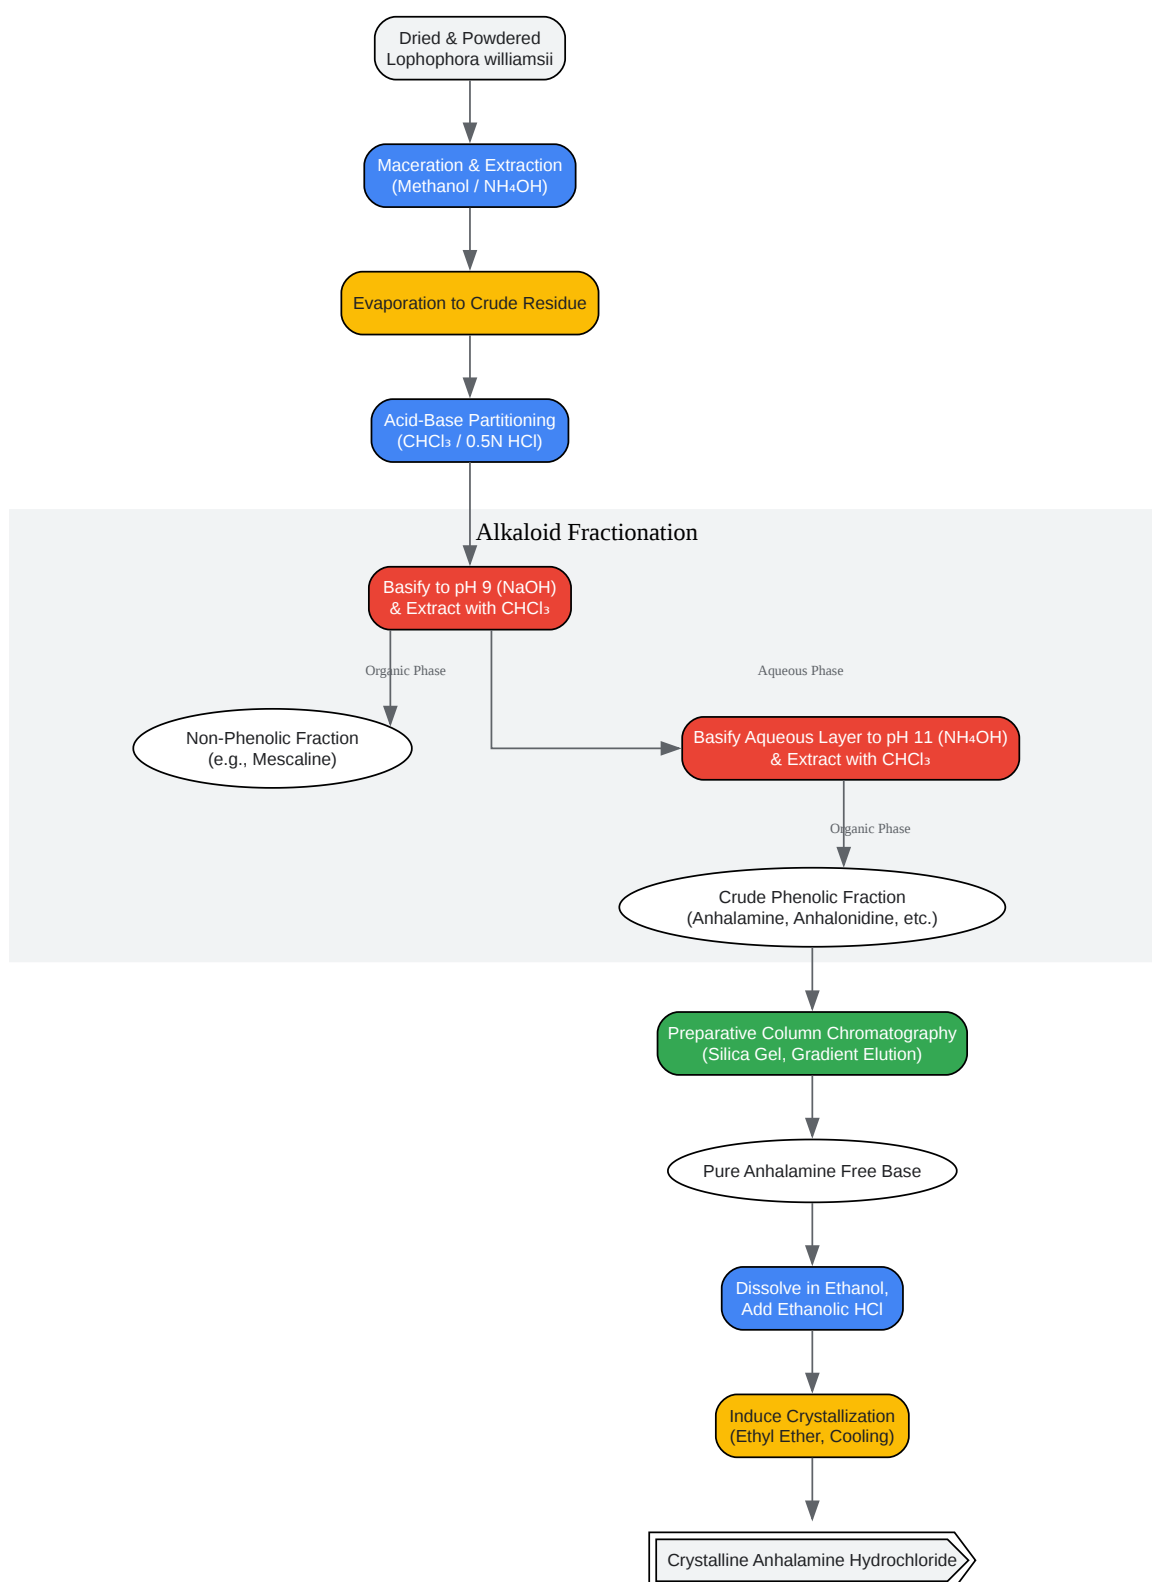 Dried & Powdered
Lophophora williamsii
Maceration & Extraction
(Methanol / NH₄OH)
Evaporation to Crude Residue
Acid-Base Partitioning
(CHCl₃ / 0.5N HCl)
Alkaloid Fractionation
Basify to pH 9 (NaOH)
& Extract with CHCl₃
Organic Phase
Aqueous Phase
Non-Phenolic Fraction
(e.g., Mescaline)
Basify Aqueous Layer to pH 11 (NH₄OH)
& Extract with CHCl₃
Organic Phase
Crude Phenolic Fraction
(Anhalamine, Anhalonidine, etc.)
Preparative Column Chromatography
(Silica Gel, Gradient Elution)
Pure Anhalamine Free Base
Dissolve in Ethanol,
Add Ethanolic HCl
Induce Crystallization
(Ethyl Ether, Cooling)
Crystalline Anhalamine Hydrochloride